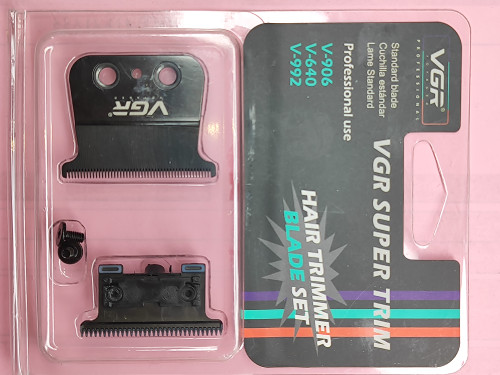 VGR
PROFESSIONAL
Standard blade
Cuchilla estándar
Lame Standard
VGR SUPER TRIM
V-906
V-640
V-992
Professional use
HAIR TRIMMER
BLADE SET
VGR